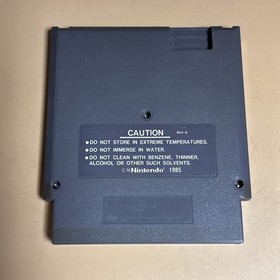 CAUTION
REV-A
● DO NOT STORE IN EXTREME TEMPERATURES.
● DO NOT IMMERSE IN WATER.
● DO NOT CLEAN WITH BENZENE, THINNER,
ALCOHOL OR OTHER SUCH SOLVENTS.
©Nintendo® 1985